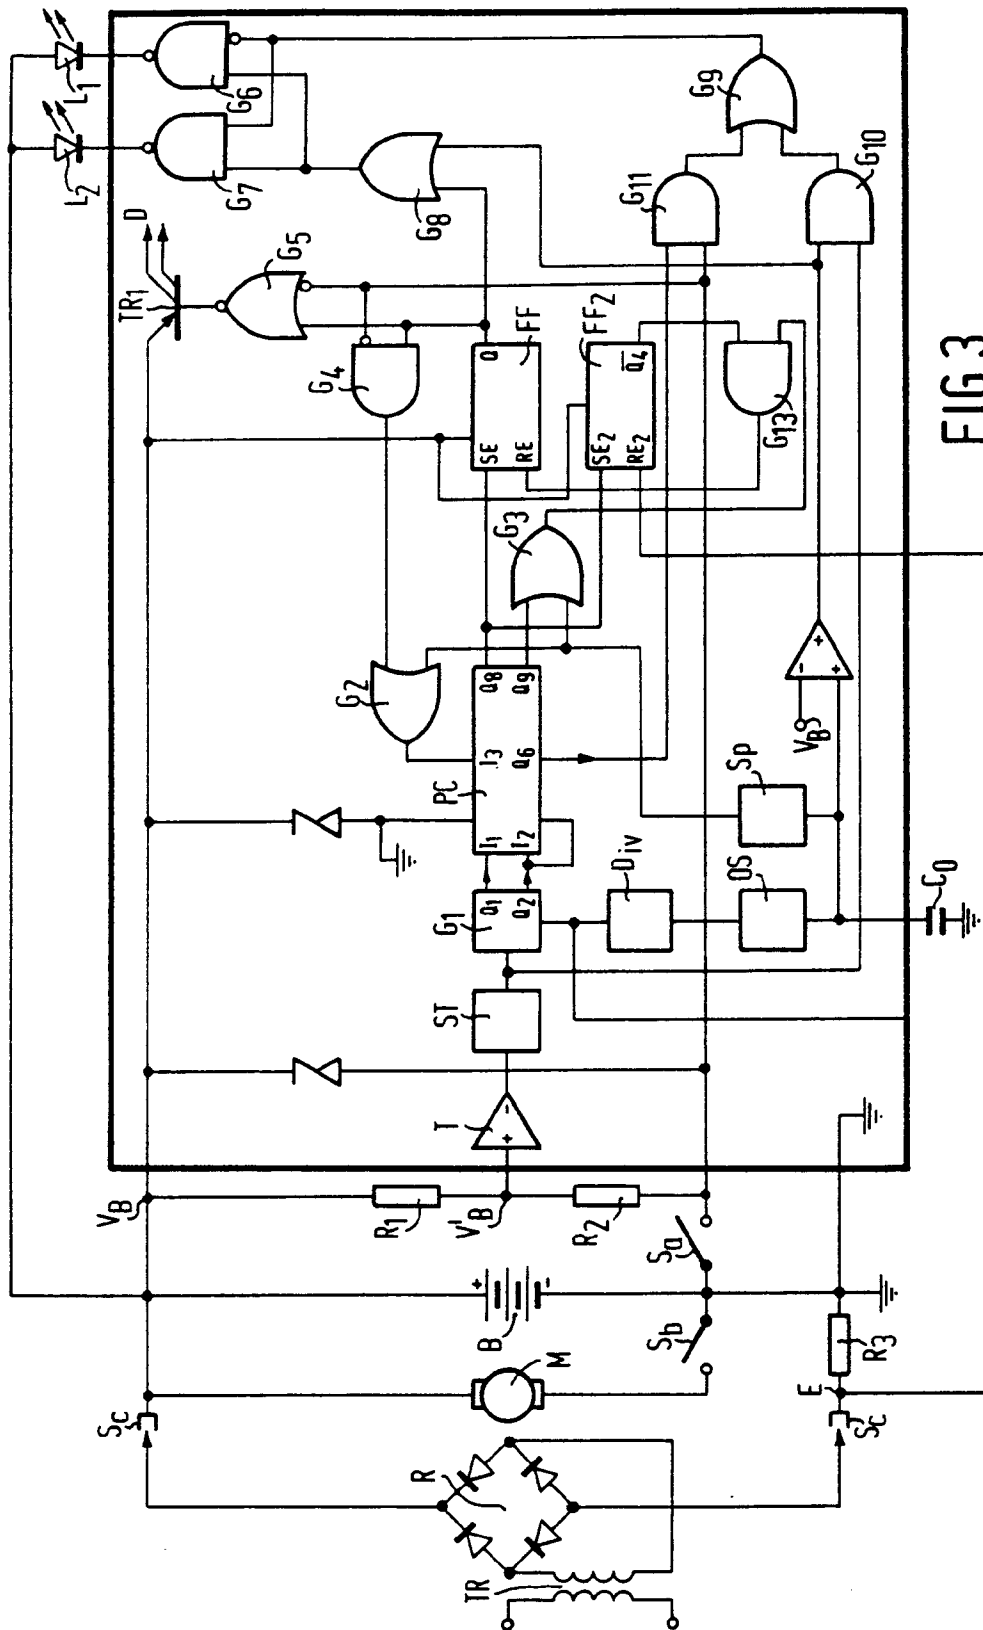 L2
L1
VB
Sc
TR1
D
G6
G7
G5
G4
G2
R1
R
G8
T
ST
G1
PC
V'B
TR
B
Q1
I1
I3
Q8
SE
Q
Q2
I2
Q6
Q9
RE
FF
G3
M
R2
SE2
Q̅4
FF2
RE2
Div
G11
Sa
Sb
G9
Sp
OS
G13
VB
E
Sc
R3
G10
C0
+
-
+
-
-
+
+
FIG.3